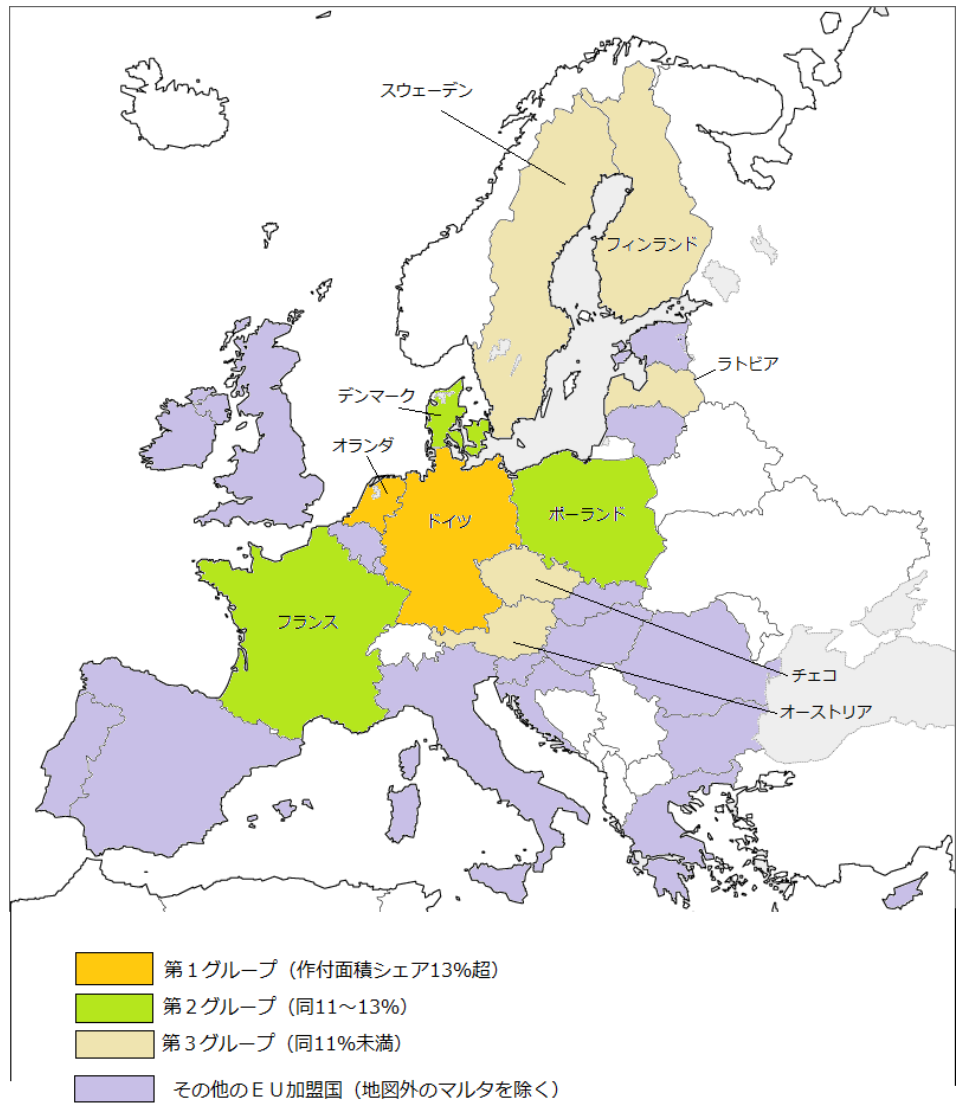 スウェーデン
フィンランド
ラトビア
デンマーク
オランダ
ドイツ
ポーランド
フランス
チェコ
オーストリア
第１グループ（作付面積シェア13%超）
第２グループ（同11～13%）
第３グループ（同11%未満）
その他のＥＵ加盟国（地図外のマルタを除く）